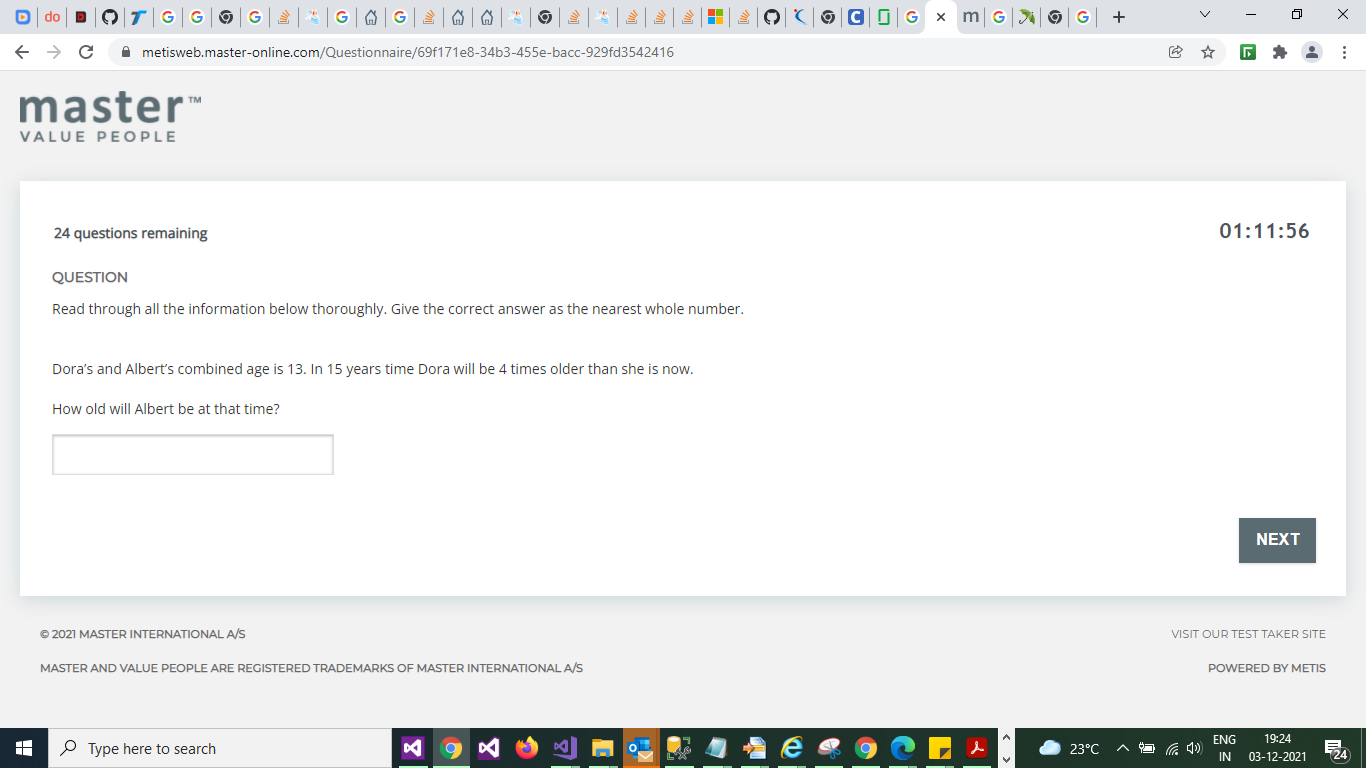 metisweb.master-online.com/Questionnaire/69f171e8-34b3-455e-bacc-929fd3542416
master™
VALUE PEOPLE
24 questions remaining
01:11:56
QUESTION
Read through all the information below thoroughly. Give the correct answer as the nearest whole number.
Dora's and Albert's combined age is 13. In 15 years time Dora will be 4 times older than she is now.
How old will Albert be at that time?
NEXT
© 2021 MASTER INTERNATIONAL A/S
VISIT OUR TEST TAKER SITE
MASTER AND VALUE PEOPLE ARE REGISTERED TRADEMARKS OF MASTER INTERNATIONAL A/S
POWERED BY METIS
Type here to search
23°C
ENG
IN
19:24
03-12-2021
24